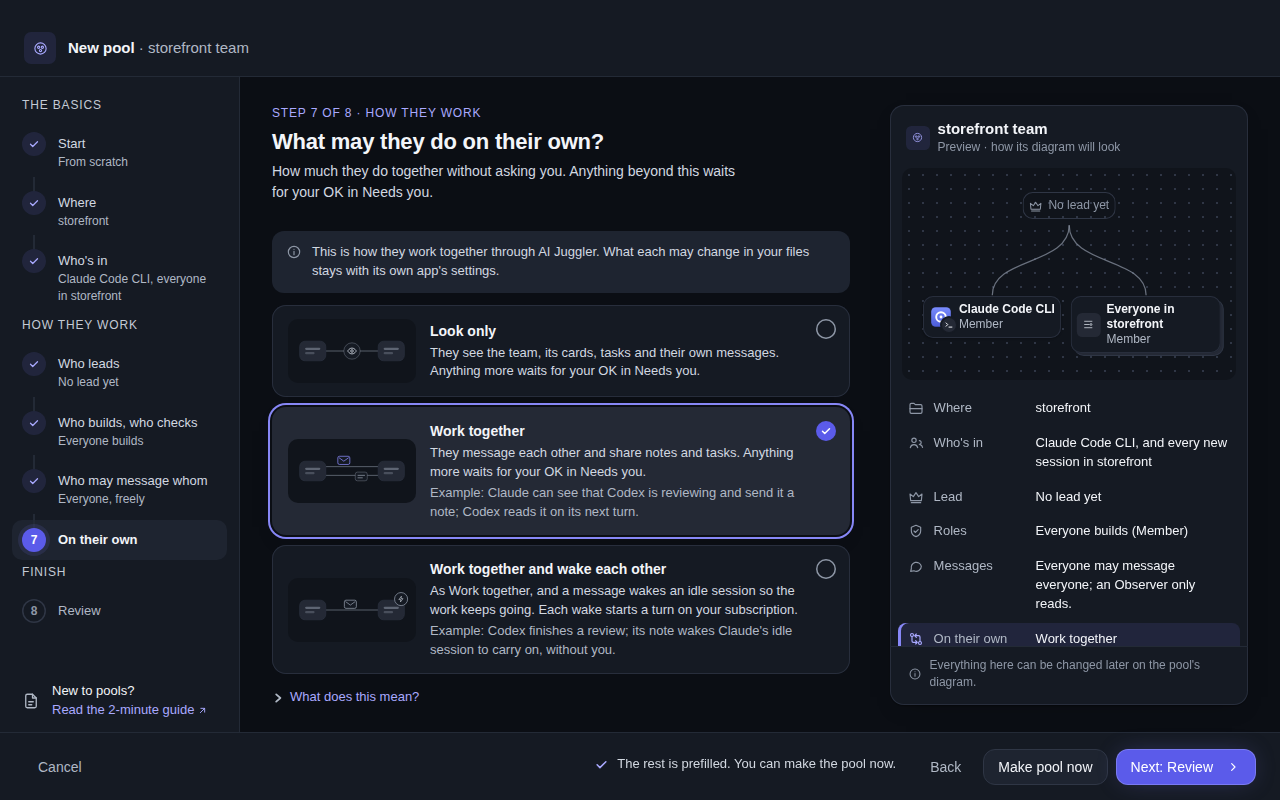 New pool · storefront team
THE BASICS
Start
From scratch
Where
storefront
Who's in
Claude Code CLI, everyone
in storefront
HOW THEY WORK
Who leads
No lead yet
Who builds, who checks
Everyone builds
Who may message whom
Everyone, freely
7
On their own
FINISH
8
Review
New to pools?
Read the 2-minute guide
STEP 7 OF 8 · HOW THEY WORK
What may they do on their own?
How much they do together without asking you. Anything beyond this waits
for your OK in Needs you.
This is how they work together through AI Juggler. What each may change in your files
stays with its own app's settings.
Look only
They see the team, its cards, tasks and their own messages.
Anything more waits for your OK in Needs you.
Work together
They message each other and share notes and tasks. Anything
more waits for your OK in Needs you.
Example: Claude can see that Codex is reviewing and send it a
note; Codex reads it on its next turn.
Work together and wake each other
As Work together, and a message wakes an idle session so the
work keeps going. Each wake starts a turn on your subscription.
Example: Codex finishes a review; its note wakes Claude's idle
session to carry on, without you.
What does this mean?
storefront team
Preview · how its diagram will look
No lead yet
Claude Code CLI
Member
Everyone in
storefront
Member
Where
storefront
Who's in
Claude Code CLI, and every new
session in storefront
Lead
No lead yet
Roles
Everyone builds (Member)
Messages
Everyone may message
everyone; an Observer only
reads.
On their own
Work together
Everything here can be changed later on the pool's
diagram.
Cancel
The rest is prefilled. You can make the pool now.
Back
Make pool now
Next: Review